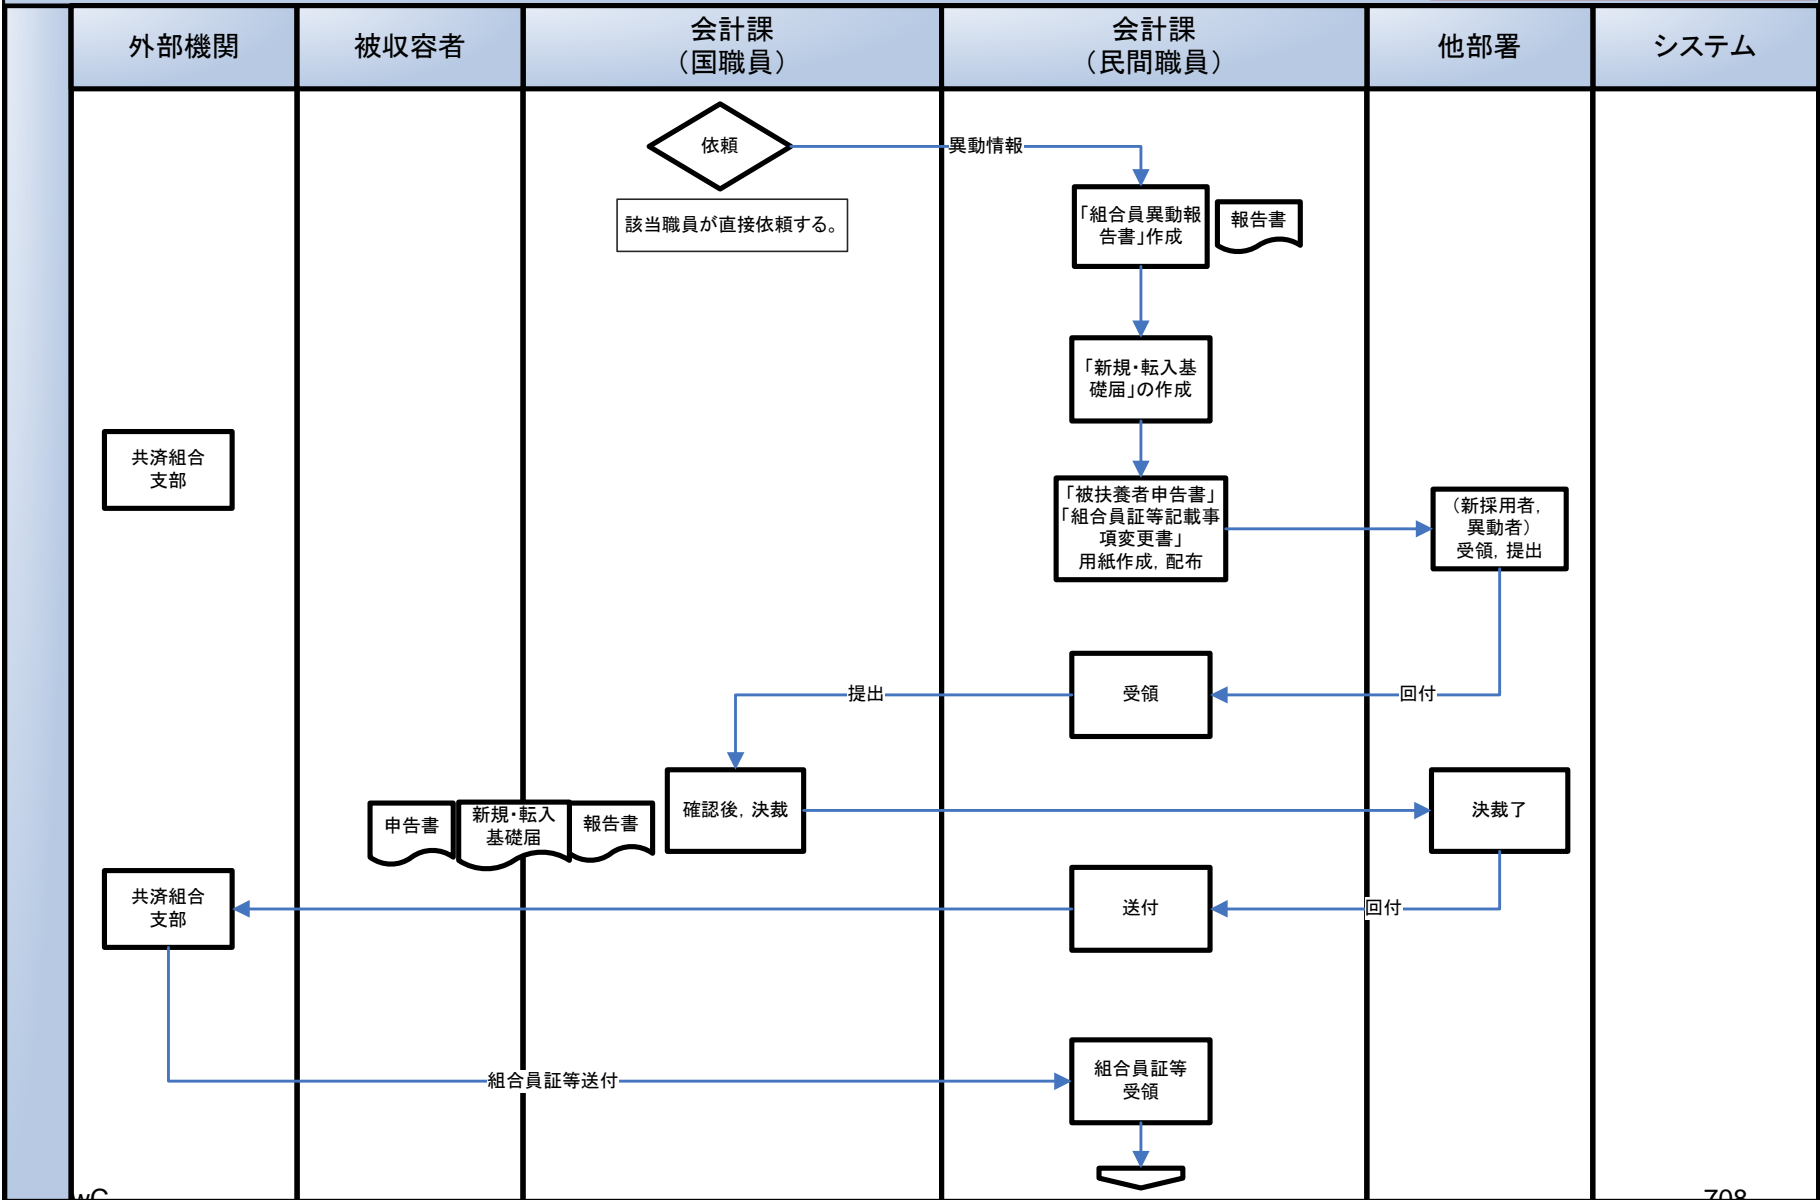 外部機関
被収容者
会計課
（国職員）
会計課
（民間職員）
他部署
システム
依頼
異動情報
該当職員が直接依頼する。
「組合員異動報
告書」作成
報告書
「新規・転入基
礎届」の作成
共済組合
支部
「被扶養者申告書」
「組合員証等記載事
項変更書」
用紙作成，配布
（新採用者，
異動者）
受領，提出
提出
受領
回付
申告書
新規・転入
基礎届
報告書
確認後，決裁
決裁了
共済組合
支部
送付
回付
組合員証等送付
組合員証等
受領